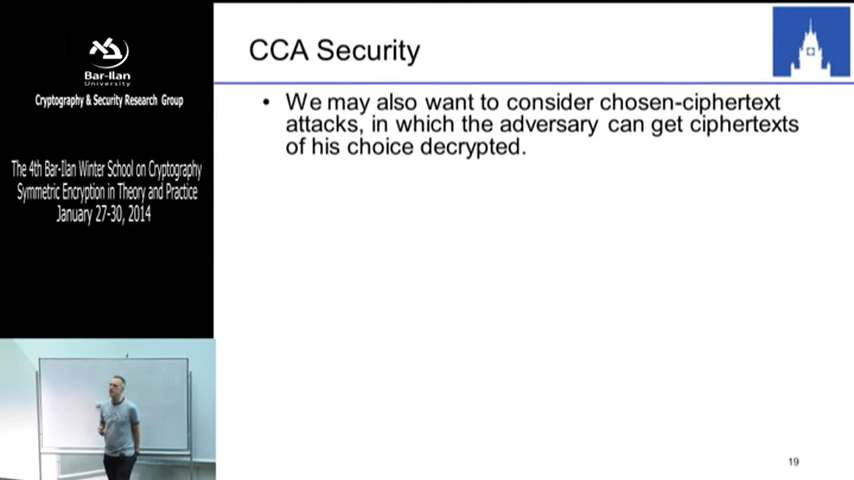 Bar-Ilan
University
Cryptography & Security Research Group
The 4th Bar-Ilan Winter School on Cryptography
Symmetric Encryption in Theory and Practice
January 27-30, 2014
CCA Security
• We may also want to consider chosen-ciphertext
attacks, in which the adversary can get ciphertexts
of his choice decrypted.
19